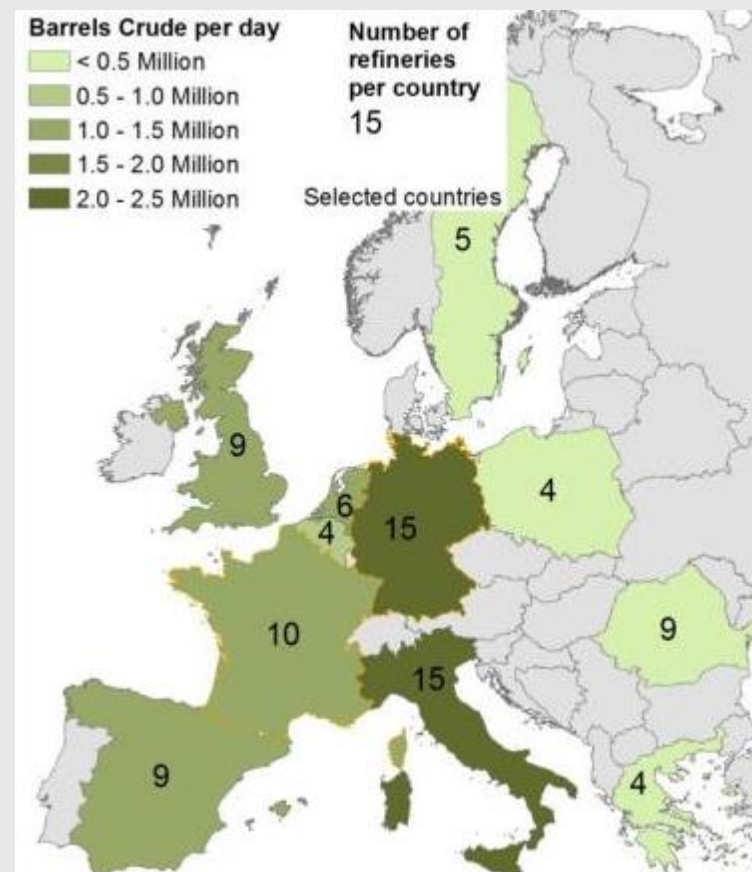 Barrels Crude per day
< 0.5 Million
0.5 - 1.0 Million
1.0 - 1.5 Million
1.5 - 2.0 Million
2.0 - 2.5 Million
Number of
refineries
per country
15
Selected countries
5
9
6
4
15
4
10
15
9
9
4